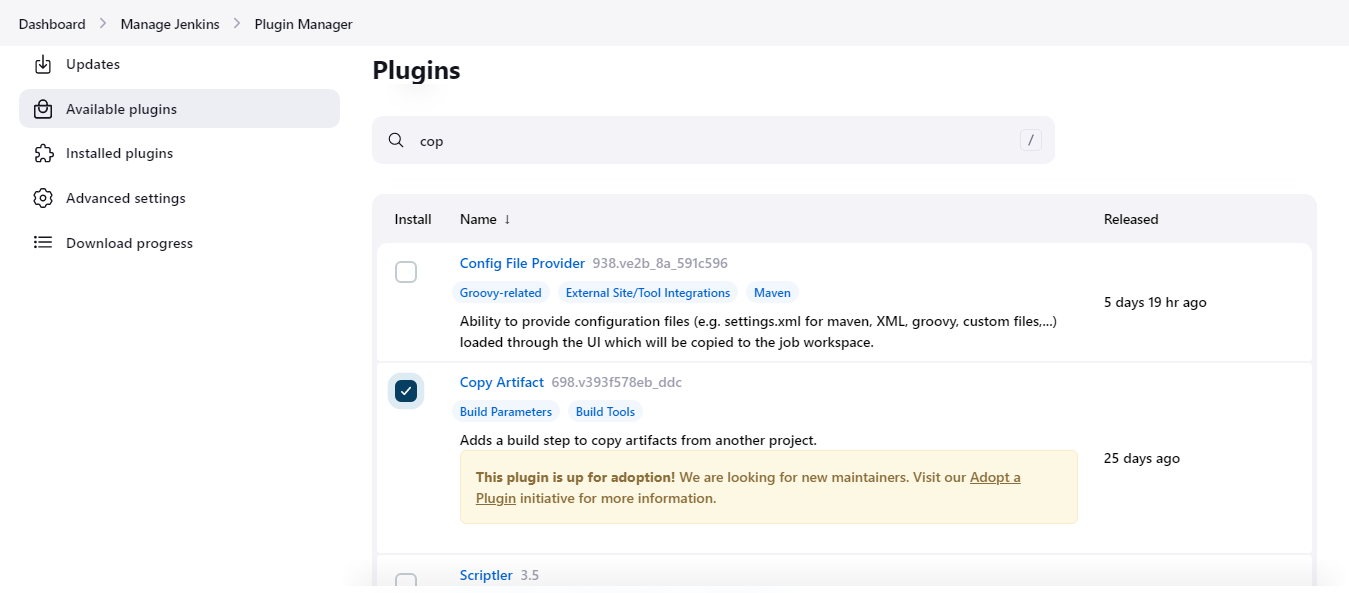 Dashboard > Manage Jenkins > Plugin Manager
Updates
Available plugins
Installed plugins
Advanced settings
Download progress
Plugins
cop /
Install Name ↓ Released
Config File Provider 938.ve2b_8a_591c596
Groovy-related External Site/Tool Integrations Maven
Ability to provide configuration files (e.g. settings.xml for maven, XML, groovy, custom files,...)
loaded through the UI which will be copied to the job workspace.
5 days 19 hr ago
Copy Artifact 698.v393f578eb_ddc
Build Parameters Build Tools
Adds a build step to copy artifacts from another project.
This plugin is up for adoption! We are looking for new maintainers. Visit our Adopt a
Plugin initiative for more information.
25 days ago
Scriptler 3.5